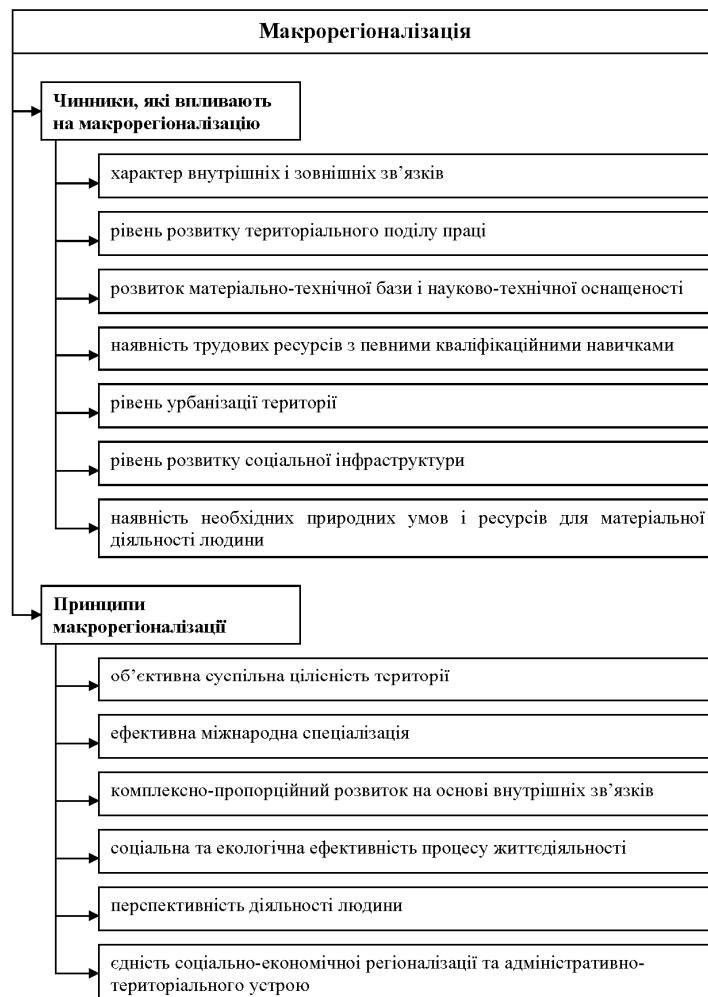 Макрорегіоналізація
Чинники, які впливають
на макрорегіоналізацію
характер внутрішніх і зовнішніх зв’язків
рівень розвитку територіального поділу праці
розвиток матеріально-технічної бази і науково-технічної оснащеності
наявність трудових ресурсів з певними кваліфікаційними навичками
рівень урбанізації території
рівень розвитку соціальної інфраструктури
наявність необхідних природних умов і ресурсів для матеріальної
діяльності людини
Принципи
макрорегіоналізації
об’єктивна суспільна цілісність території
ефективна міжнародна спеціалізація
комплексно-пропорційний розвиток на основі внутрішніх зв’язків
соціальна та екологічна ефективність процесу життєдіяльності
перспективність діяльності людини
єдність соціально-економічної регіоналізації та адміністративно-
територіального устрою